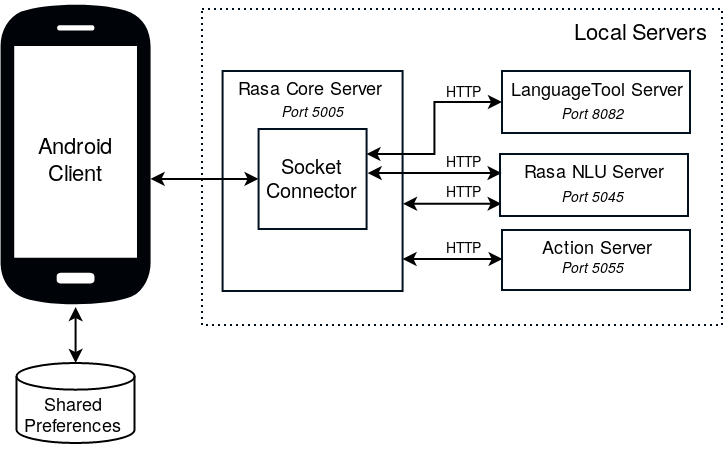 Local Servers
Android
Client
Rasa Core Server
Port 5005
Socket
Connector
HTTP
LanguageTool Server
Port 8082
HTTP
Rasa NLU Server
HTTP
Port 5045
HTTP
Action Server
Port 5055
Shared
Preferences